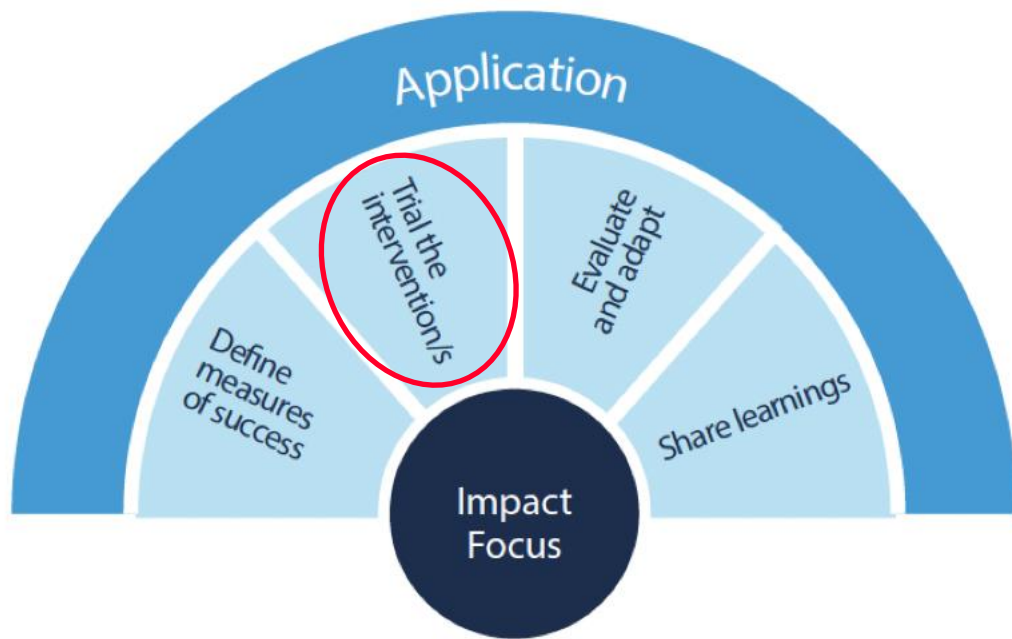 Application
Define
measures
of success
Trial the
intervention/s
Evaluate
and adapt
Share learnings
Impact
Focus